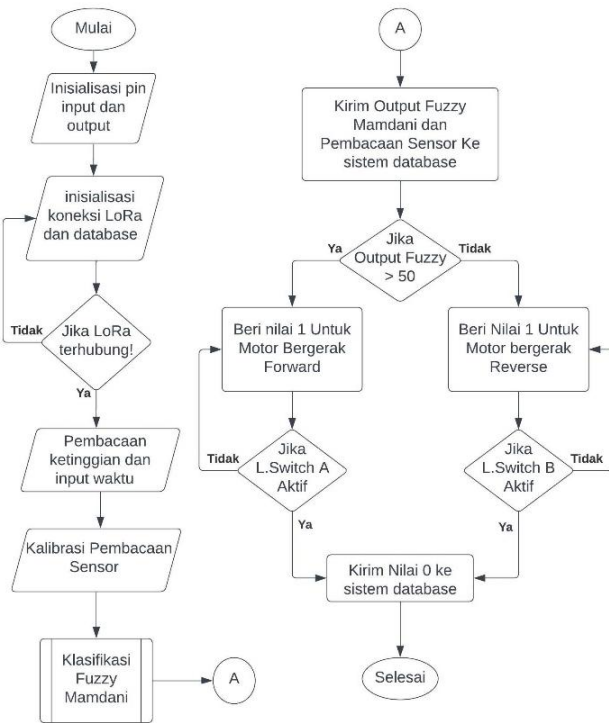 Mulai
Inisialisasi pin
input dan
output
inisialisasi
koneksi LoRa
dan database
Tidak
Jika LoRa
terhubung!
Ya
Pembacaan
ketinggian dan
input waktu
Kalibrasi Pembacaan
Sensor
Klasifikasi
Fuzzy
Mamdani
A
A
Kirim Output Fuzzy
Mamdani dan
Pembacaan Sensor Ke
sistem database
Ya
Jika
Output Fuzzy
> 50
Tidak
Beri nilai 1 Untuk
Motor Bergerak
Forward
Beri Nilai 1 Untuk
Motor bergerak
Reverse
Tidak
Jika
L.Switch A
Aktif
Ya
Jika
L.Switch B
Aktif
Tidak
Ya
Kirim Nilai 0 ke
sistem database
Selesai